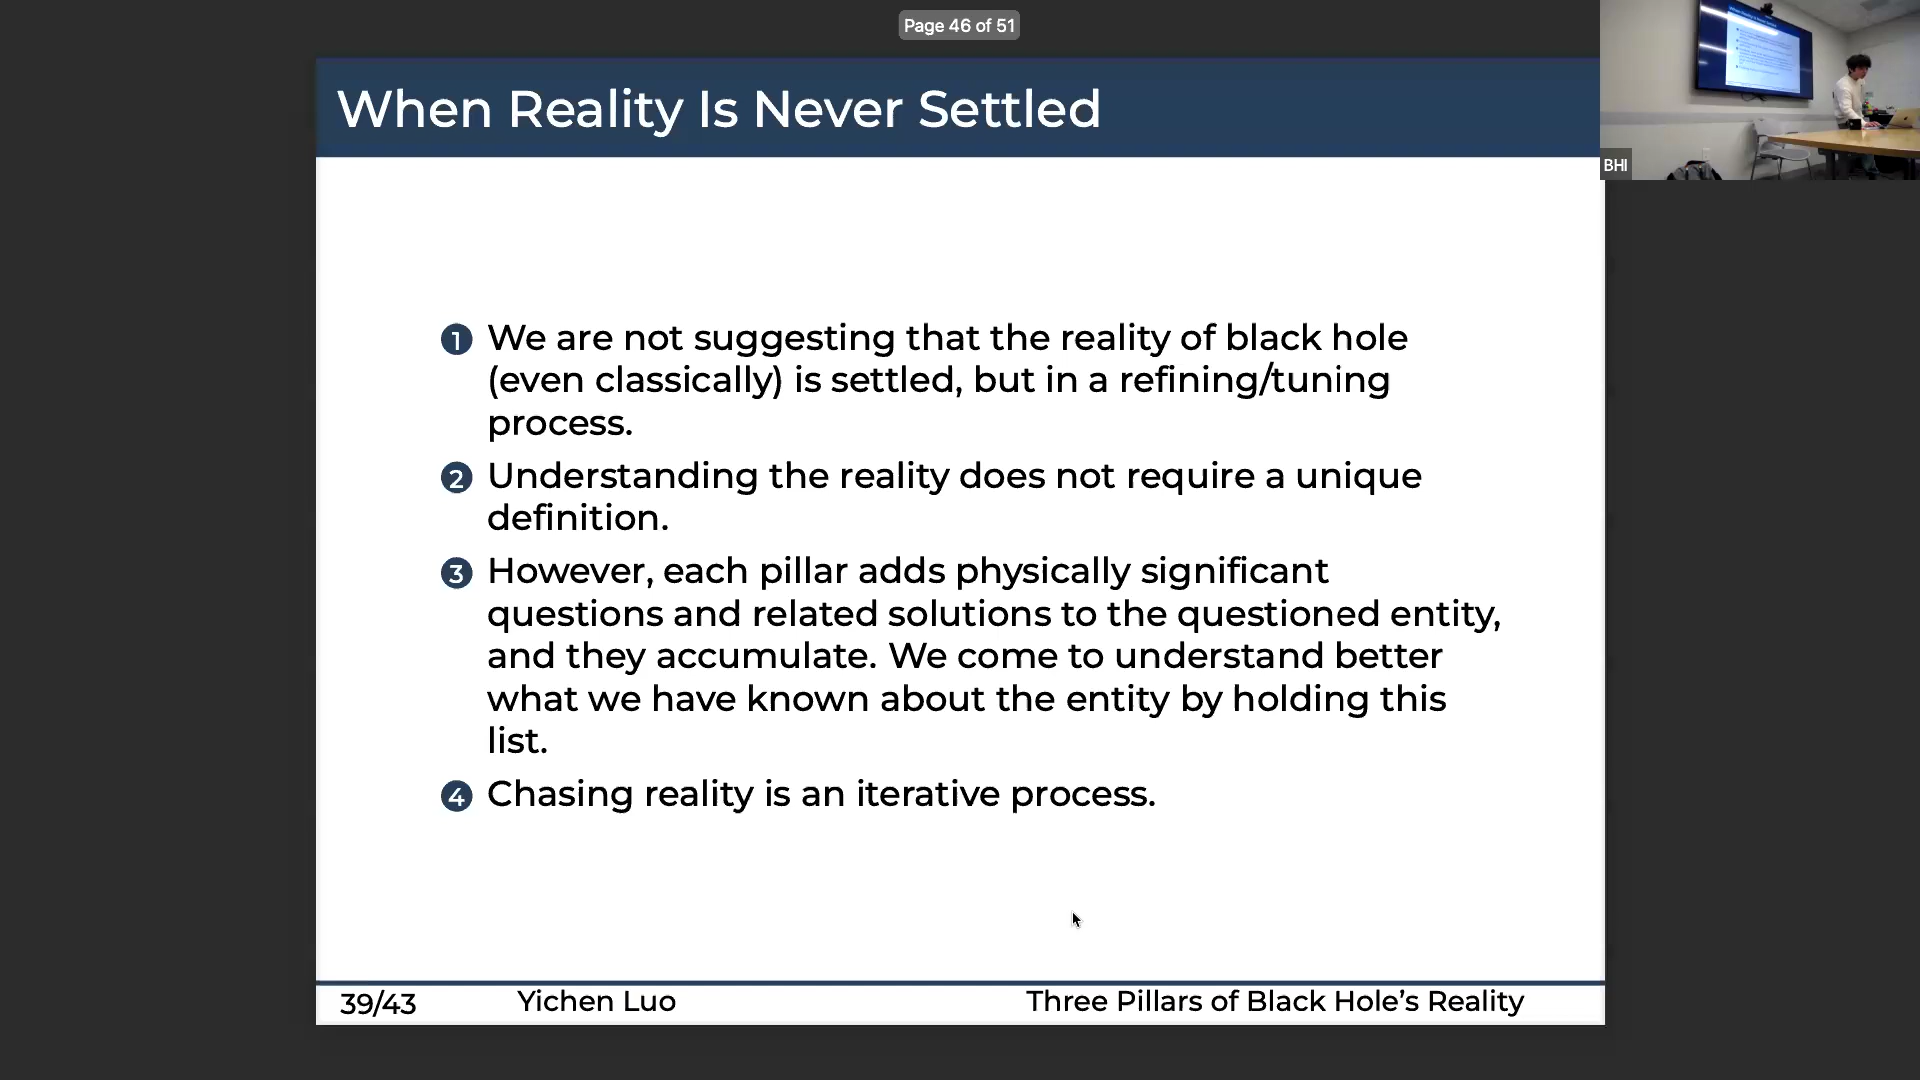 Page 46 of 51
When Reality Is Never Settled
BHI
1 We are not suggesting that the reality of black hole
(even classically) is settled, but in a refining/tuning
process.
2 Understanding the reality does not require a unique
definition.
3 However, each pillar adds physically significant
questions and related solutions to the questioned entity,
and they accumulate. We come to understand better
what we have known about the entity by holding this
list.
4 Chasing reality is an iterative process.
39/43 Yichen Luo Three Pillars of Black Hole's Reality